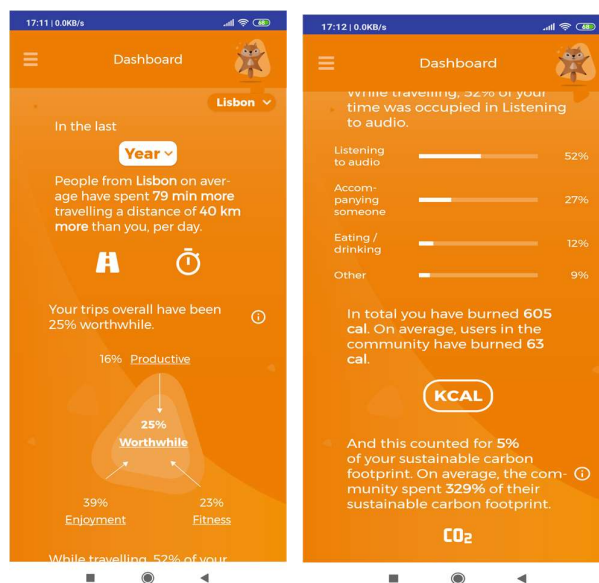 17:11 | 0.0KB/s
68
Dashboard
Lisbon
In the last
Year
People from Lisbon on aver-
age have spent 79 min more
travelling a distance of 40 km
more than you, per day.
Your trips overall have been
25% worthwhile.
16% Productive
25%
Worthwhile
39%
Enjoyment
23%
Fitness
While travelling, 52% of your
17:12 | 0.0KB/s
68
Dashboard
While travelling, 52% of your
time was occupied in Listening
to audio.
Listening
to audio
52%
Accom-
panying
someone
27%
Eating /
drinking
12%
Other
9%
In total you have burned 605
cal. On average, users in the
community have burned 63
cal.
KCAL
And this counted for 5%
of your sustainable carbon
footprint. On average, the com-
munity spent 329% of their
sustainable carbon footprint.
CO2